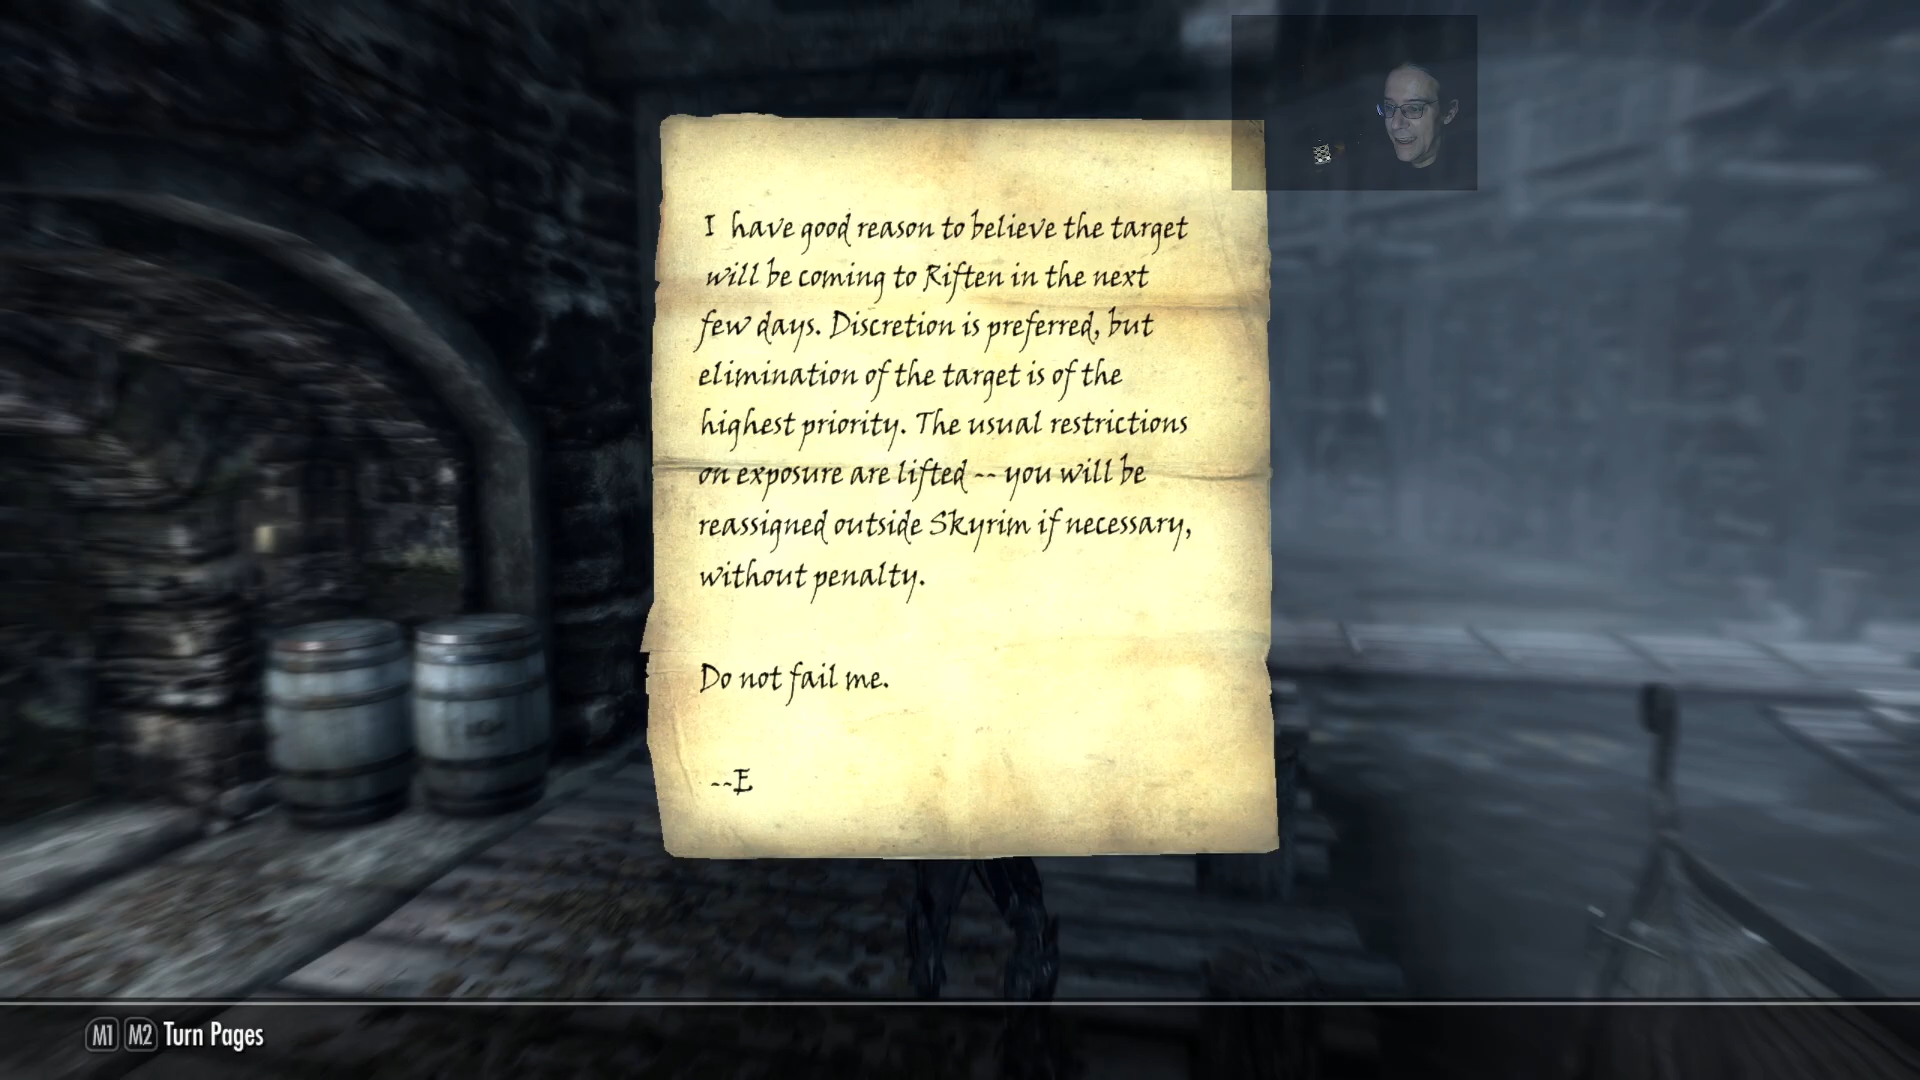 I have good reason to believe the target
will be coming to Riften in the next
few days. Discretion is preferred, but
elimination of the target is of the
highest priority. The usual restrictions
on exposure are lifted -- you will be
reassigned outside Skyrim if necessary,
without penalty.
Do not fail me.
--E
M1 M2 Turn Pages